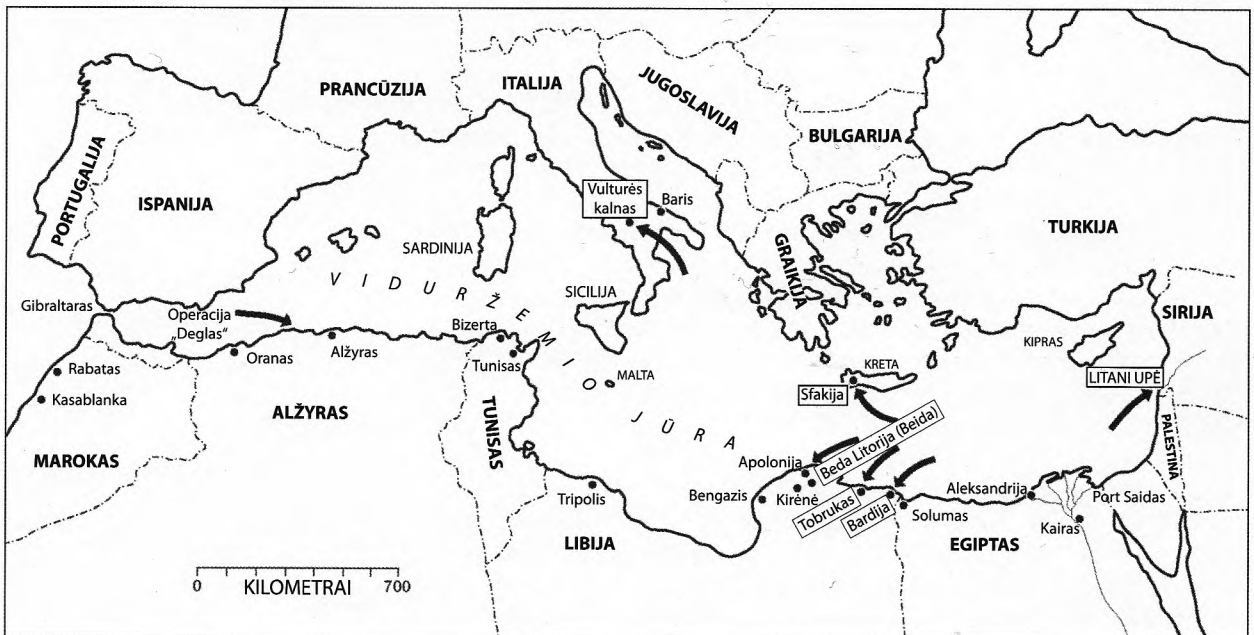 PRANCŪZIJA
ITALIJA
JUGOSLAVIJA
BULGARIJA
PORTUGALIJA
ISPANIJA
Vulturės
kalnas
Baris
TURKIJA
GRAIKIJA
SARDINIJA
VIDURŽEMIO JŪRA
SICILIJA
Gibraltaras
Operacija
„Deglas“
Bizerta
SIRIJA
KIPRAS
Oranas
Alžyras
Tunisas
MALTA
KRETA
LITANI UPĖ
Rabatas
Sfakija
Kasablanka
ALŽYRAS
TUNISAS
PALESTINA
MAROKAS
Apolonija
Beda Litorija (Beida)
Tripolis
Bengazis
Kirėnė
Tobrukas
Bardija
Solumas
Aleksandrija
Port Saidas
Kairas
LIBIJA
EGIPTAS
0 700
KILOMETRAI